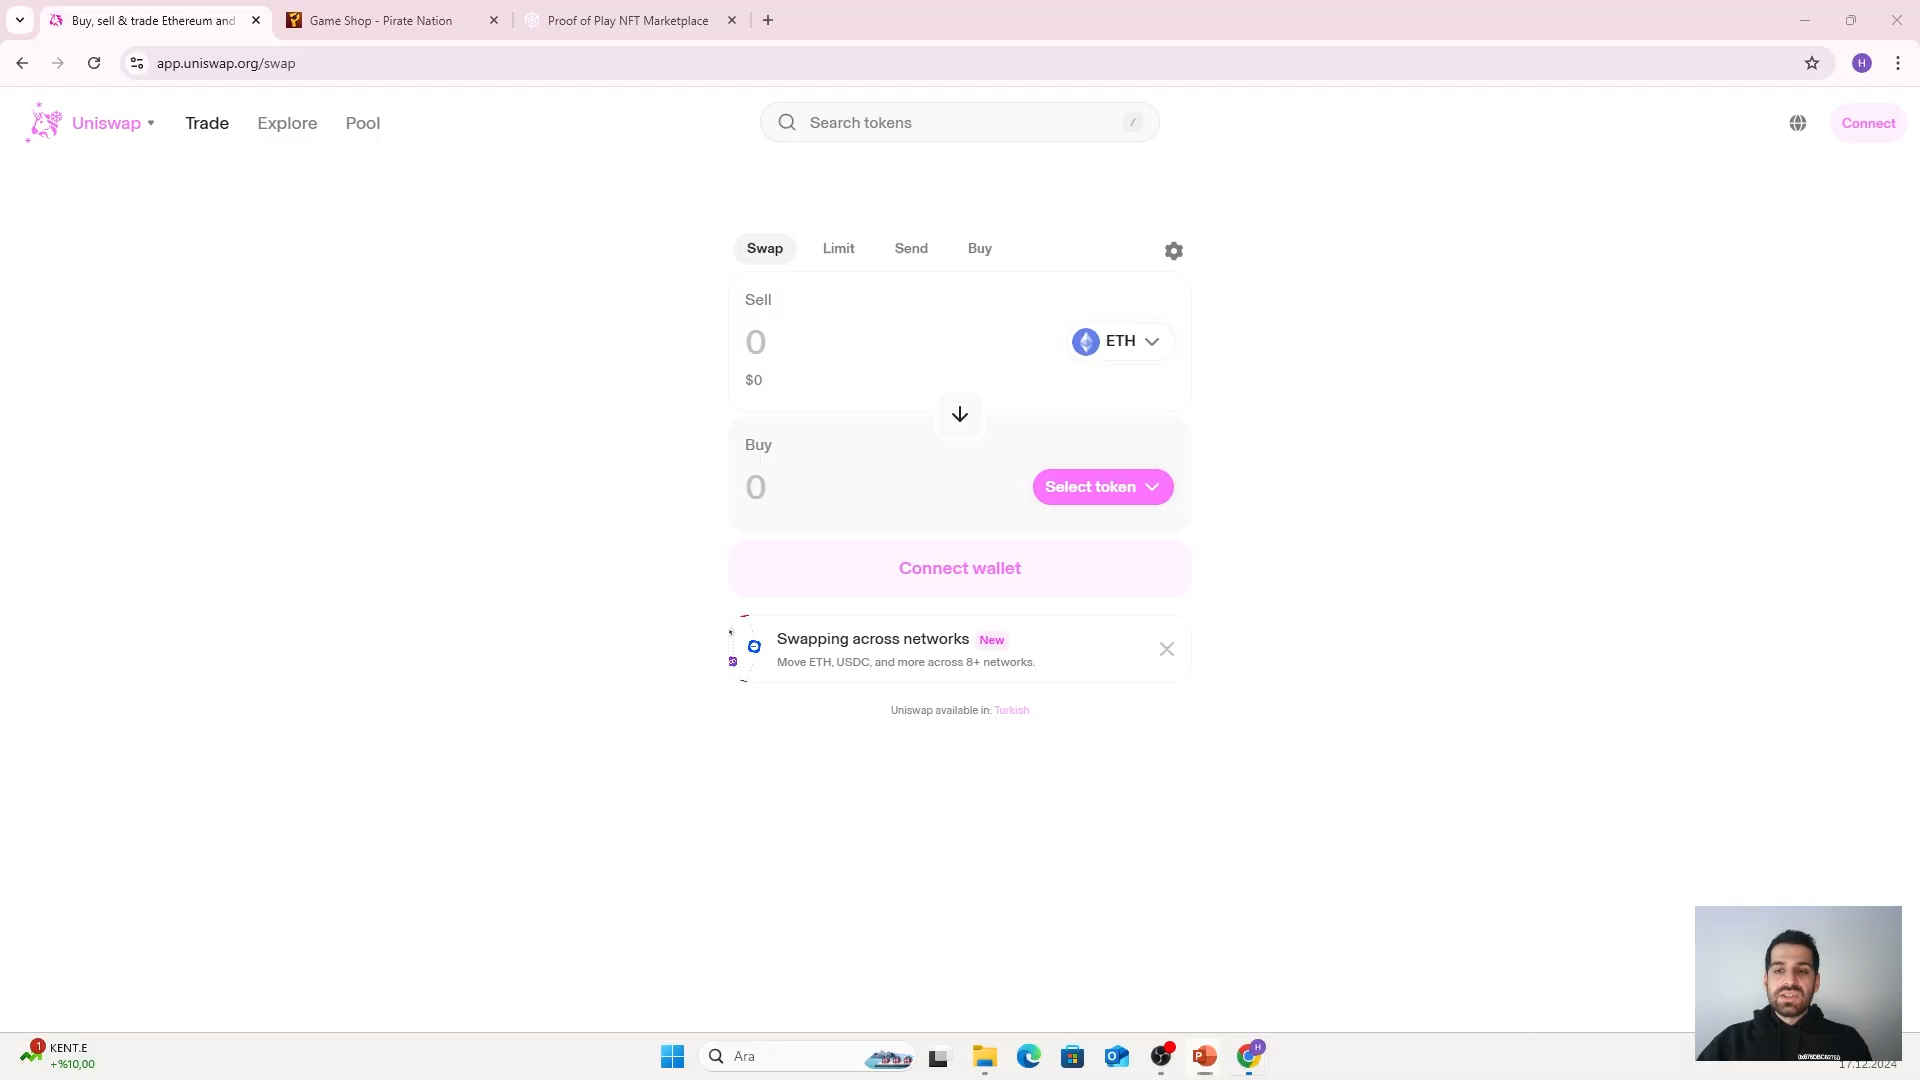 Buy, sell & trade Ethereum and
Game Shop - Pirate Nation
Proof of Play NFT Marketplace
app.uniswap.org/swap
H
Uniswap
Trade
Explore
Pool
Search tokens
/
Connect
Swap
Limit
Send
Buy
Sell
0
ETH
$0
Buy
0
Select token
Connect wallet
Swapping across networks New
Move ETH, USDC, and more across 8+ networks.
Uniswap available in: Turkish
1
KENT.E
+%10,00
Ara
H
17.12.2024